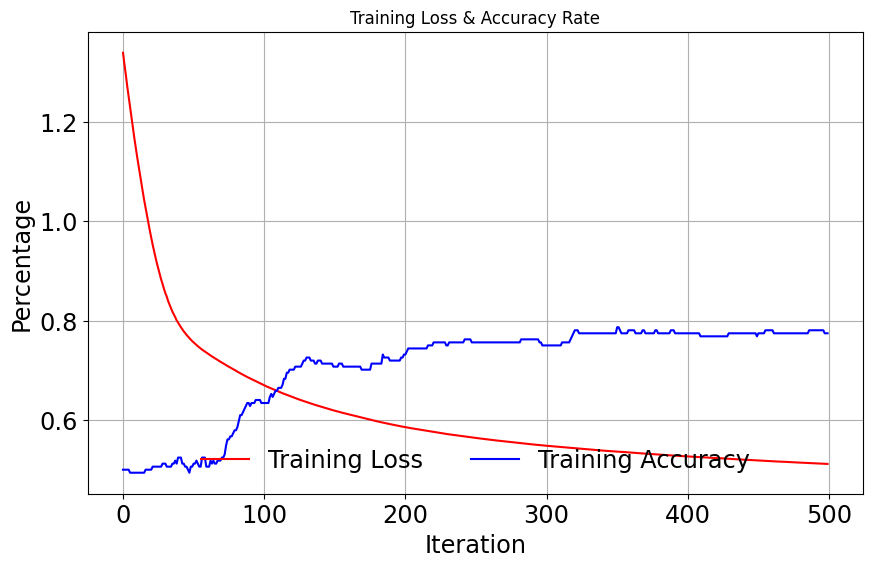 Training Loss & Accuracy Rate
1.2
1.0
0.8
0.6
Percentage
Training Loss
Training Accuracy
0 100 200 300 400 500
Iteration